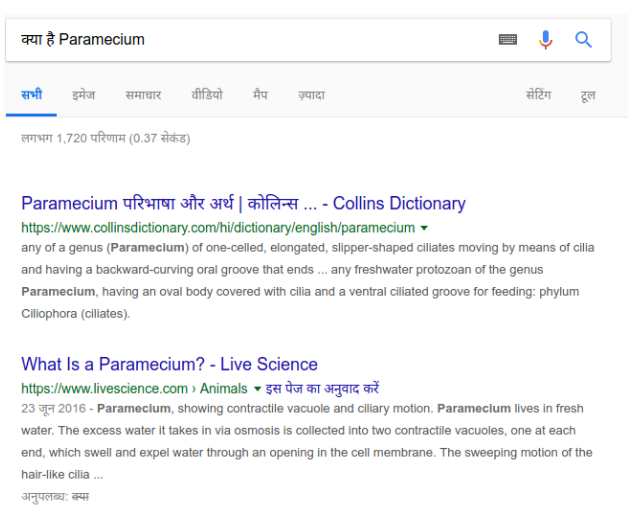 क्या है Paramecium
सभी इमेज समाचार वीडियो मैप ज़्यादा सेटिंग टूल
लगभग 1,720 परिणाम (0.37 सेकंड)
Paramecium परिभाषा और अर्थ | कोलिन्स ... - Collins Dictionary
https://www.collinsdictionary.com/hi/dictionary/english/paramecium
any of a genus (Paramecium) of one-celled, elongated, slipper-shaped ciliates moving by means of cilia
and having a backward-curving oral groove that ends ... any freshwater protozoan of the genus
Paramecium, having an oval body covered with cilia and a ventral ciliated groove for feeding: phylum
Ciliophora (ciliates).
What Is a Paramecium? - Live Science
https://www.livescience.com › Animals इस पेज का अनुवाद करें
23 जून 2016 - Paramecium, showing contractile vacuole and ciliary motion. Paramecium lives in fresh
water. The excess water it takes in via osmosis is collected into two contractile vacuoles, one at each
end, which swell and expel water through an opening in the cell membrane. The sweeping motion of the
hair-like cilia ...
अनुपलब्ध: क्या